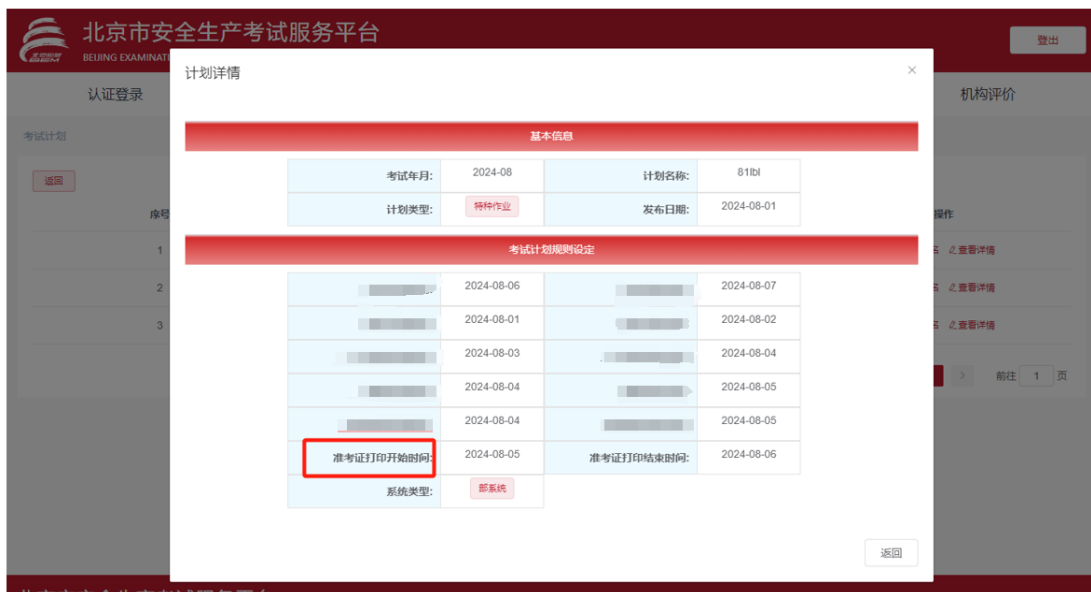 北京市安全生产考试服务平台
BEIJING EXAMINATI
登出
计划详情
认证登录
机构评价
考试计划
基本信息
返回
考试年月: 2024-08 计划名称: 81lbl
计划类型: 特种作业 发布日期: 2024-08-01
序号
操作
考试计划规则设定
1 查看详情
2024-08-06 2024-08-07
2 查看详情
2024-08-01 2024-08-02
3 查看详情
2024-08-03 2024-08-04
前往 1 页
2024-08-04 2024-08-05
2024-08-04 2024-08-05
准考证打印开始时间: 2024-08-05 准考证打印结束时间: 2024-08-06
系统类型: 部系统
返回